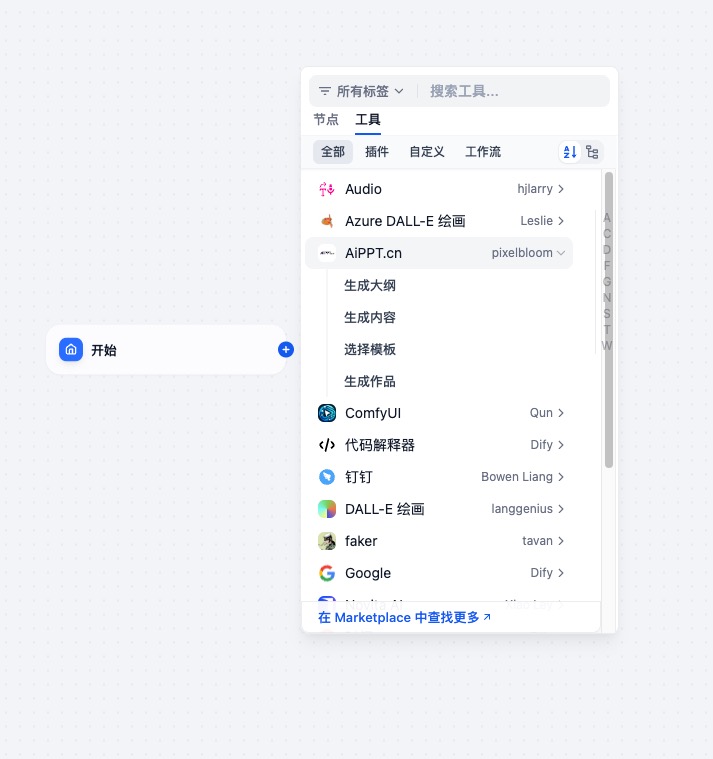 所有标签 搜索工具...
节点 工具
全部 插件 自定义 工作流 AZ
Audio hjlarry
Azure DALL-E 绘画 Leslie
AiPPT.cn pixelbloom
生成大纲
生成内容
选择模板
生成作品
ComfyUI Qun
代码解释器 Dify
钉钉 Bowen Liang
DALL-E 绘画 langgenius
faker tavan
Google Dify
在 Marketplace 中查找更多
A
C
D
F
G
N
S
T
W
开始